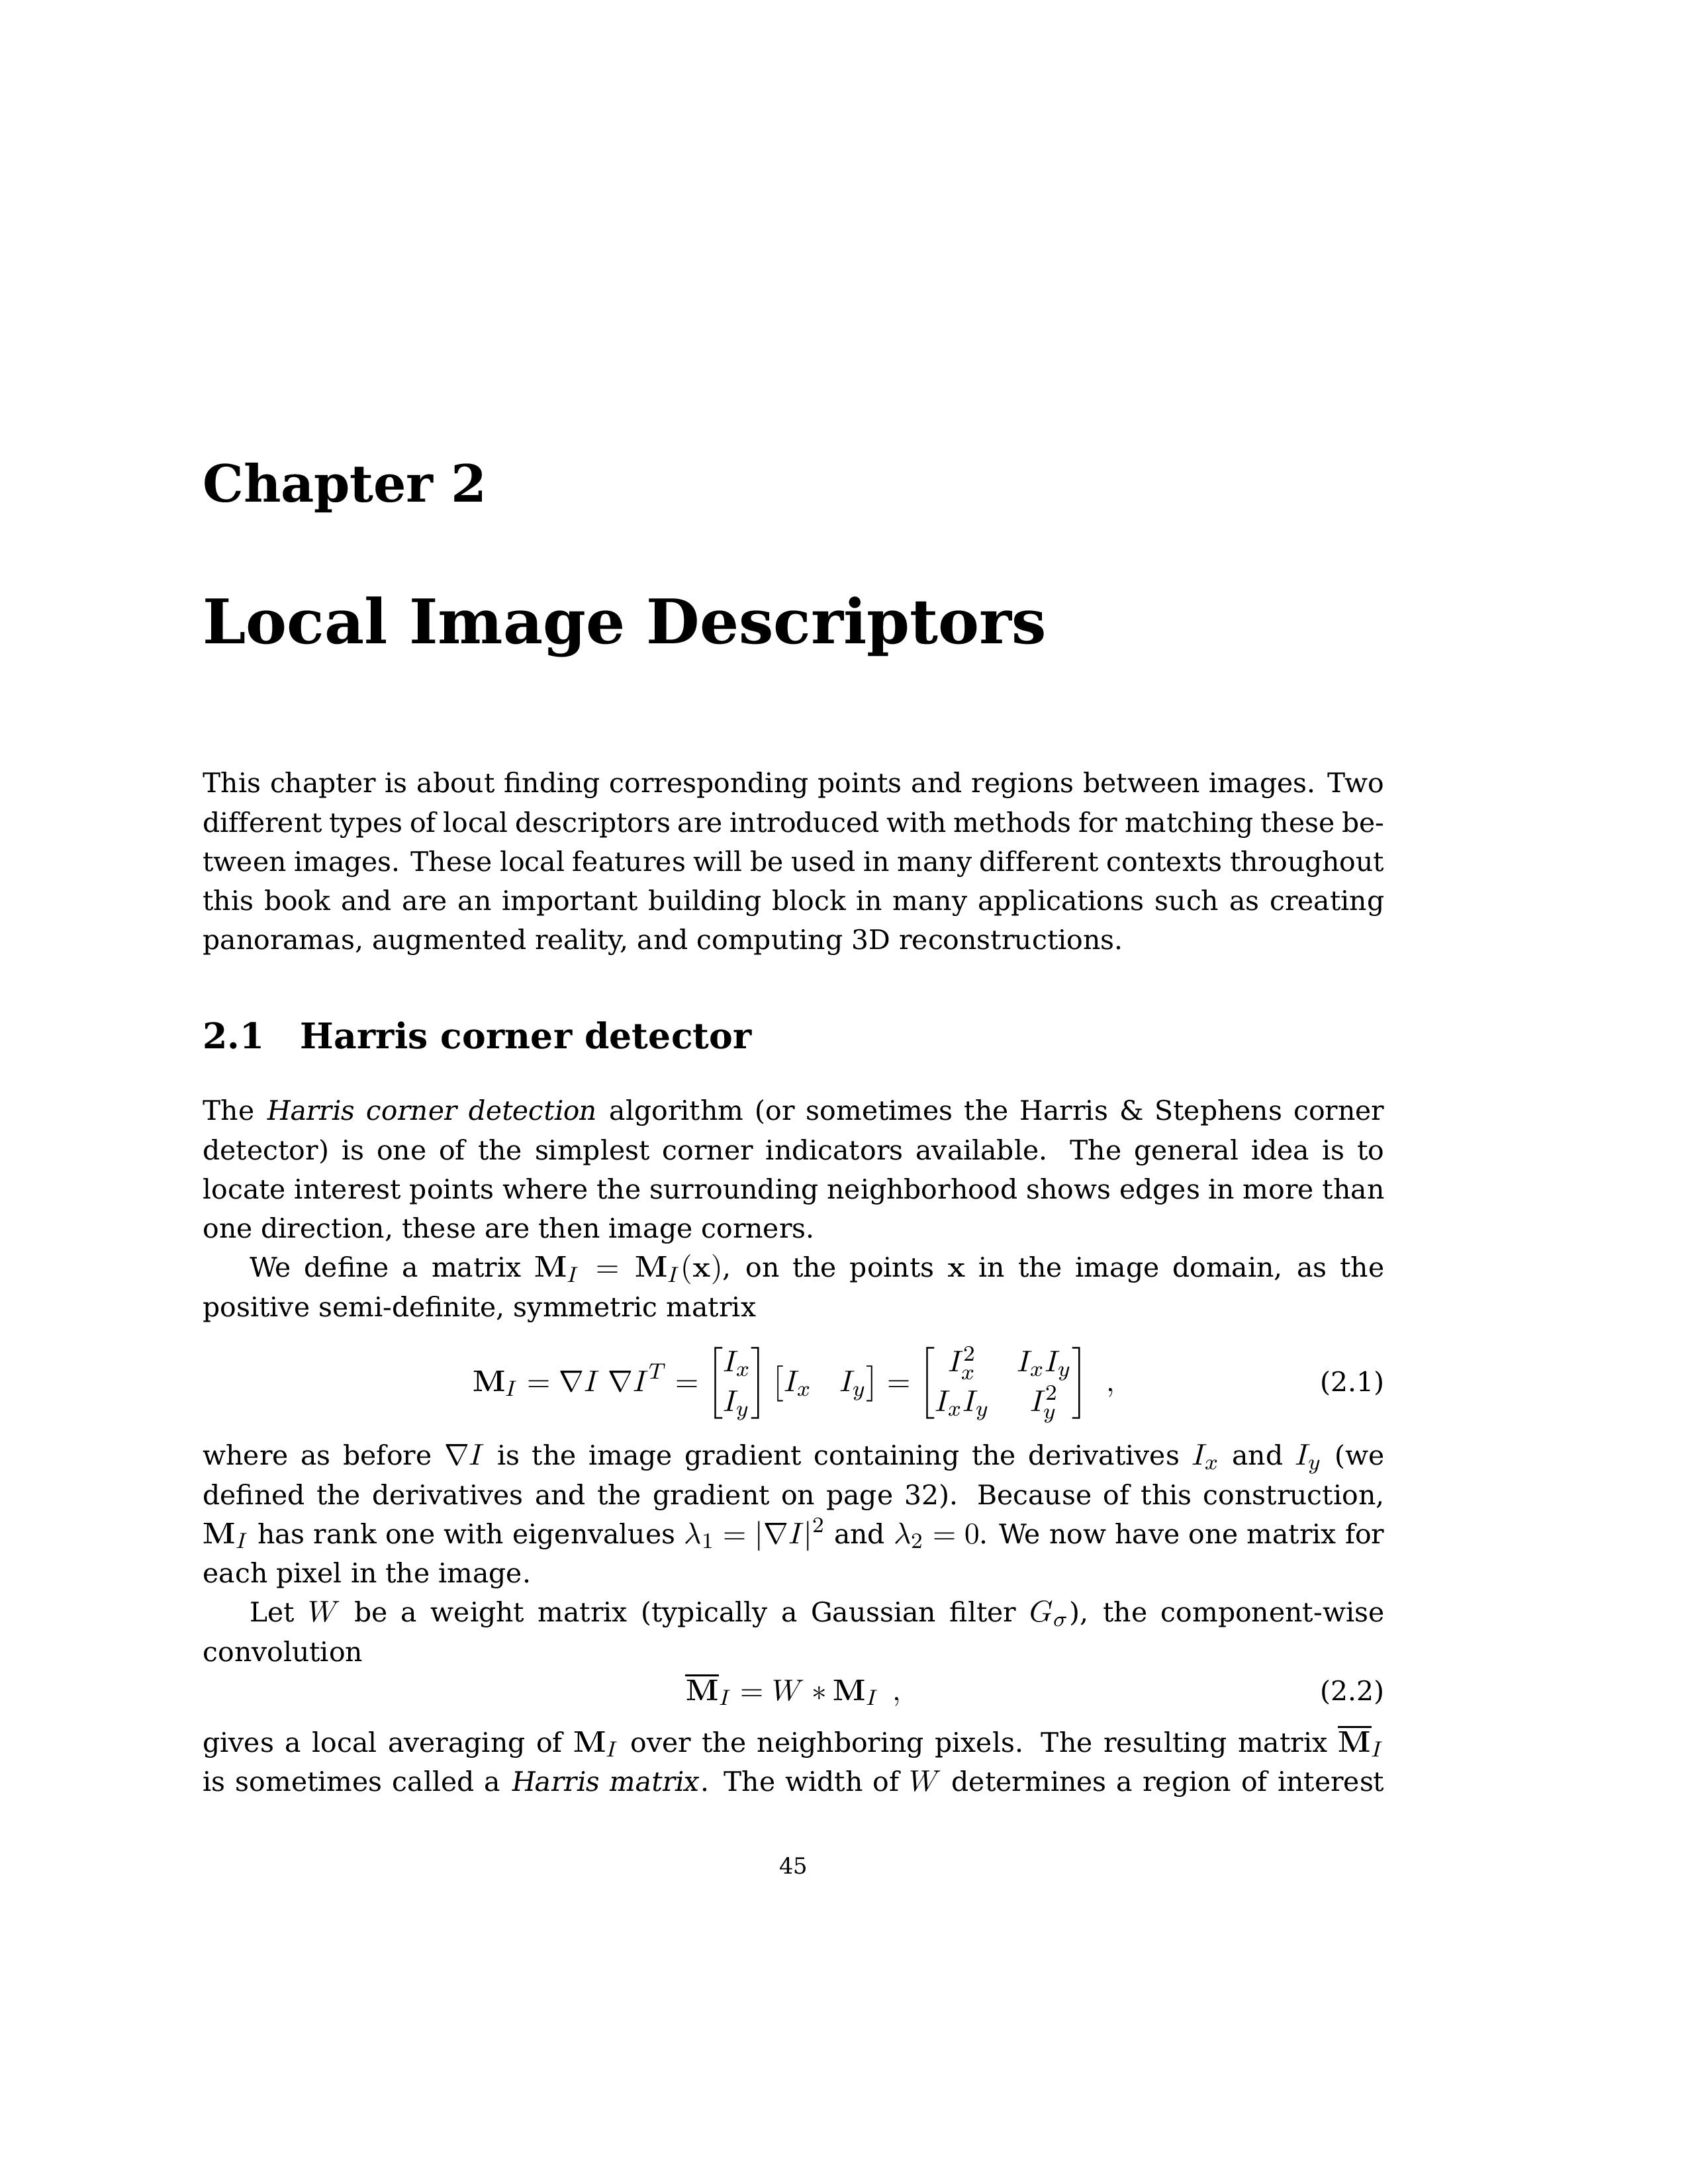 Chapter 2
Local Image Descriptors
This chapter is about finding corresponding points and regions between images. Two
different types of local descriptors are introduced with methods for matching these be-
tween images. These local features will be used in many different contexts throughout
this book and are an important building block in many applications such as creating
panoramas, augmented reality, and computing 3D reconstructions.
2.1 Harris corner detector
The Harris corner detection algorithm (or sometimes the Harris & Stephens corner
detector) is one of the simplest corner indicators available. The general idea is to
locate interest points where the surrounding neighborhood shows edges in more than
one direction, these are then image corners.
We define a matrix $\mathbf{M}_I = \mathbf{M}_I(\mathbf{x})$, on the points $\mathbf{x}$ in the image domain, as the
positive semi-definite, symmetric matrix
$\mathbf{M}_I = \nabla I \, \nabla I^T = \begin{bmatrix} I_x \\ I_y \end{bmatrix} \begin{bmatrix} I_x & I_y \end{bmatrix} = \begin{bmatrix} I_x^2 & I_x I_y \\ I_x I_y & I_y^2 \end{bmatrix}$ , (2.1)
where as before $\nabla I$ is the image gradient containing the derivatives $I_x$ and $I_y$ (we
defined the derivatives and the gradient on page 32). Because of this construction,
$\mathbf{M}_I$ has rank one with eigenvalues $\lambda_1 = |\nabla I|^2$ and $\lambda_2 = 0$. We now have one matrix for
each pixel in the image.
Let $W$ be a weight matrix (typically a Gaussian filter $G_\sigma$), the component-wise
convolution
$\overline{\mathbf{M}}_I = W * \mathbf{M}_I$ , (2.2)
gives a local averaging of $\mathbf{M}_I$ over the neighboring pixels. The resulting matrix $\overline{\mathbf{M}}_I$
is sometimes called a Harris matrix. The width of $W$ determines a region of interest
45